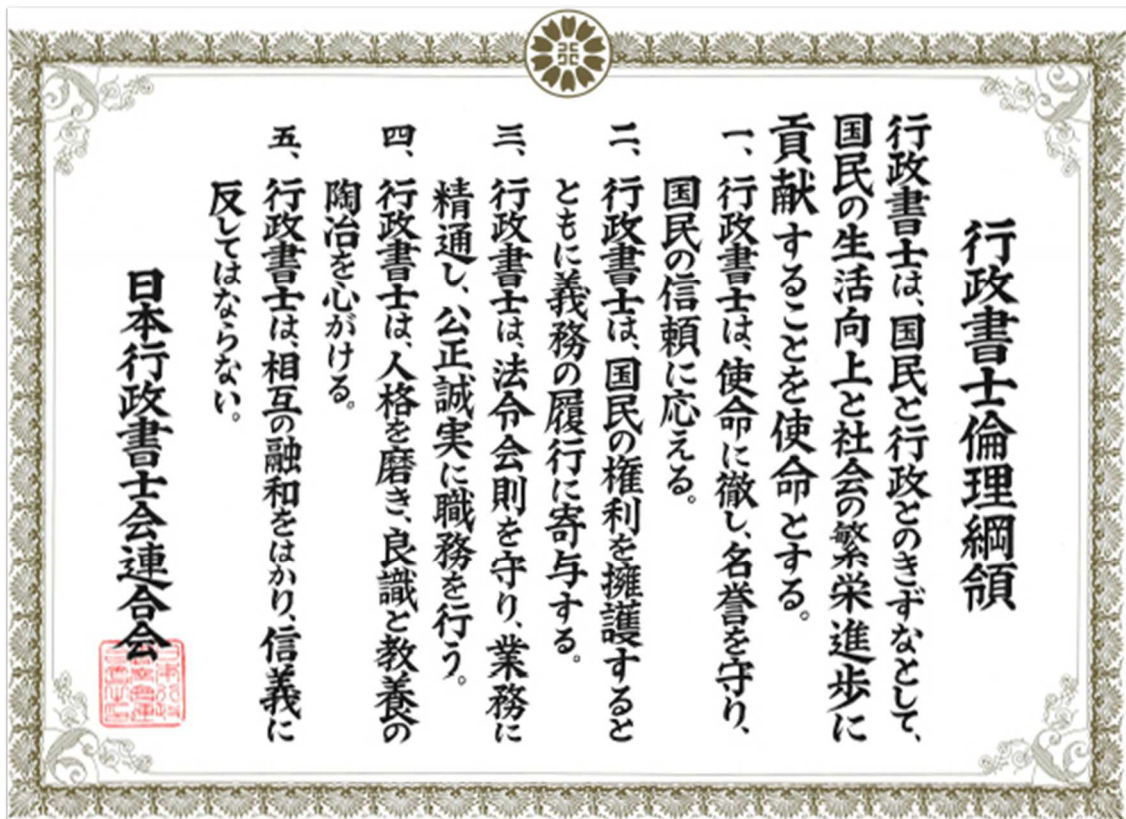 行政書士倫理綱領
行政書士は、国民と行政とのきずなとして、
国民の生活向上と社会の繁栄進歩に
貢献することを使命とする。
一、行政書士は、使命に徹し、名誉を守り、
国民の信頼に応える。
二、行政書士は、国民の権利を擁護すると
ともに義務の履行に寄与する。
三、行政書士は、法令会則を守り、業務に
精通し、公正誠実に職務を行う。
四、行政書士は、人格を磨き、良識と教養の
陶冶を心がける。
五、行政書士は、相互の融和をはかり、信義に
反してはならない。
日本行政書士会連合会